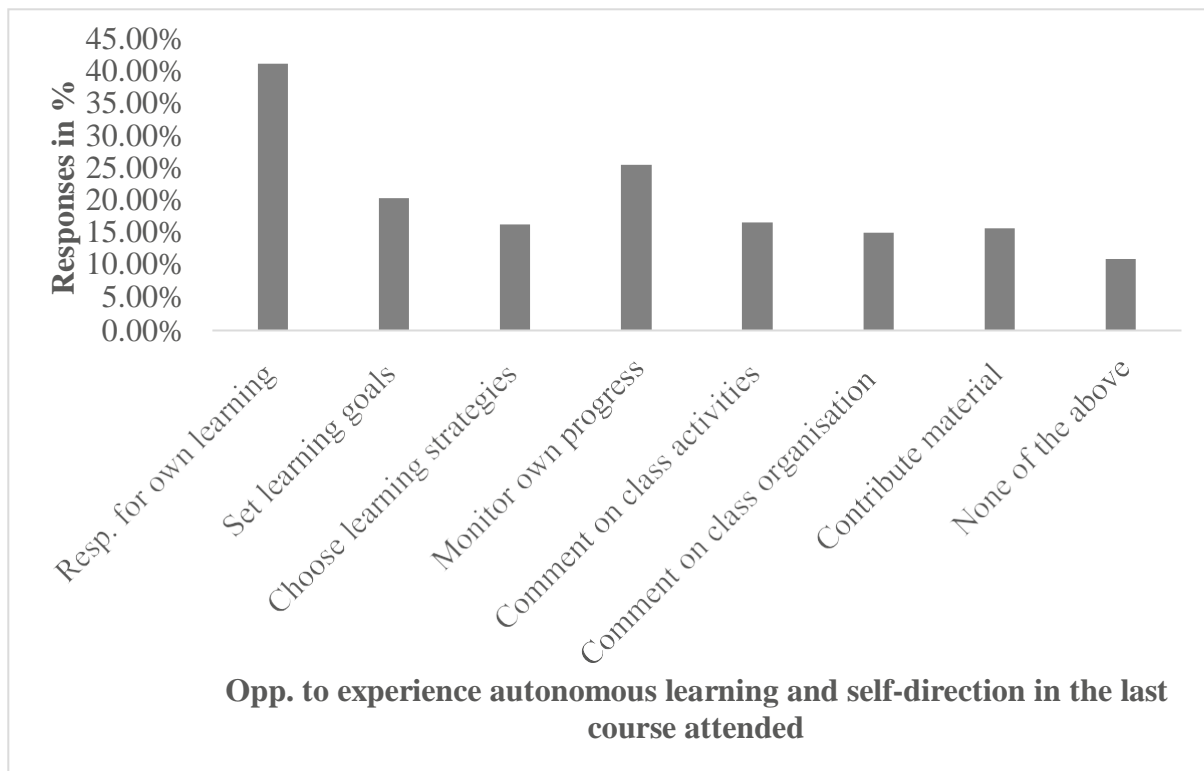 45.00%
40.00%
35.00%
30.00%
25.00%
20.00%
15.00%
10.00%
5.00%
0.00%
Responses in %
Resp. for own learning
Set learning goals
Choose learning strategies
Monitor own progress
Comment on class activities
Comment on class organisation
Contribute material
None of the above
Opp. to experience autonomous learning and self-direction in the last
course attended